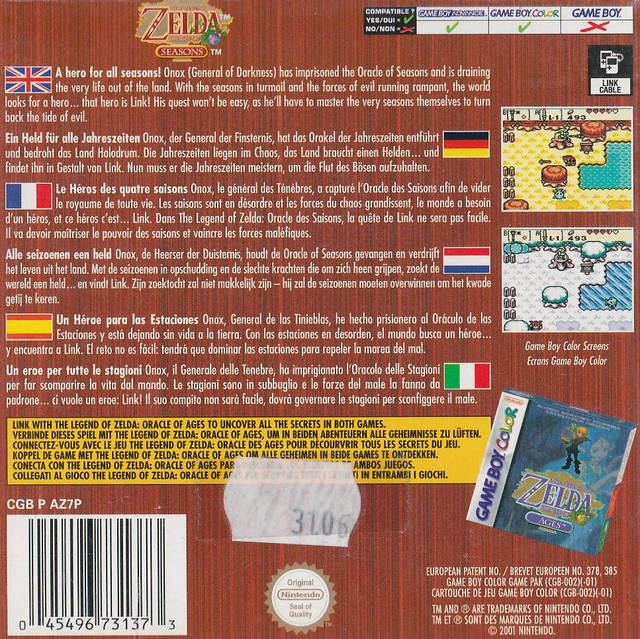 THE LEGEND OF
ZELDA
ORACLE OF
SEASONS™
COMPATIBLE ?
YES/OUI = ✓
NO/NON = ✗
GAME BOY ADVANCE
GAME BOY COLOR
GAME BOY
LINK
CABLE
A hero for all seasons! Onox (General of Darkness) has imprisoned the Oracle of Seasons and is draining
the very life out of the land. With the seasons in turmoil and the forces of evil running rampant, the world
looks for a hero... that hero is Link! His quest won't be easy, as he'll have to master the very seasons themselves to turn
back the tide of evil.
Ein Held für alle Jahreszeiten Onox, der General der Finsternis, hat das Orakel der Jahreszeiten entführt
und bedroht das Land Holodrum. Die Jahreszeiten liegen im Chaos, das Land braucht einen Helden... und
findet ihn in Gestalt von Link! Nun muss er die Jahreszeiten meistern, um die Flut des Bösen aufzuhalten.
Le Héros des quatre saisons Onox, le général des Ténèbres, a capturé l'Oracle des Saisons afin de vider
le royaume de toute vie. Les saisons sont en désordre et les forces du chaos grandissent, le monde a besoin
d'un héros, et ce héros c'est... Link. Dans The Legend of Zelda: Oracle des Saisons, la quête de Link ne sera pas facile.
Il va devoir maîtriser le pouvoir des saisons et vaincre les forces maléfiques.
Alle seizoenen een held Onox, de Heerser der Duisternis, houdt de Oracle of Seasons gevangen en verdrijft
het leven uit het land. Met de seizoenen in opschudding en de slechte krachten die om zich heen grijpen, zoekt de
wereld een held... en vindt Link. Zijn zoektocht zal niet makkelijk zijn – hij zal de seizoenen moeten overwinnen om het kwade
getij te keren.
Un Héroe para las Estaciones Onox, General de las Tinieblas, ha hecho prisionero al Oráculo de las
Estaciones y está dejando sin vida a la tierra. Con las estaciones en desorden, el mundo busca un héroe...
y encuentra a Link. El reto no es fácil: tendrá que dominar las estaciones para repeler la marea del mal.
Un eroe per tutte le stagioni Onox, il Generale delle Tenebre, ha imprigionato l'Oracolo delle Stagioni
per far scomparire la vita dal mondo. Le stagioni sono in subbuglio e le forze del male la fanno da
padrone... ci vuole un eroe: Link! Il suo compito non sarà facile, dovrà governare le stagioni per sconfiggere il male.
B A L-1 493
B A L-1 493
Game Boy Color Screens
Ecrans Game Boy Color
LINK WITH THE LEGEND OF ZELDA: ORACLE OF AGES TO UNCOVER ALL THE SECRETS IN BOTH GAMES.
VERBINDE DIESES SPIEL MIT THE LEGEND OF ZELDA: ORACLE OF AGES, UM IN BEIDEN ABENTEUERN ALLE GEHEIMNISSE ZU LÜFTEN.
CONNECTEZ-VOUS AVEC LE JEU THE LEGEND OF ZELDA: ORACLE DES AGES POUR DÉCOUVRIR TOUS LES SECRETS DU JEU.
KOPPEL DE GAME MET THE LEGEND OF ZELDA: ORACLE OF AGES OM ALLE GEHEIMEN IN BEIDE GAMES TE ONTDEKKEN.
CONECTA CON THE LEGEND OF ZELDA: ORACLE OF AGES AMBOS JUEGOS.
COLLEGATI AL GIOCO THE LEGEND OF ZELDA: ORACLE OF IN ENTRAMBI I GIOCHI.
GAME BOY COLOR
ZELDA
AGES
CGB P AZ7P
3106
0 45496 73137 3
Original
Nintendo
Seal of
Quality
TM
EUROPEAN PATENT NO. / BREVET EUROPEEN NO. 378, 385
GAME BOY COLOR GAME PAK (CGB-002)(-01)
CARTOUCHE DE JEU GAME BOY COLOR (CGB-002)(-01)
TM AND ® ARE TRADEMARKS OF NINTENDO CO., LTD.
TM ET ® SONT DES MARQUES DE NINTENDO CO., LTD.
© 2001 NINTENDO.